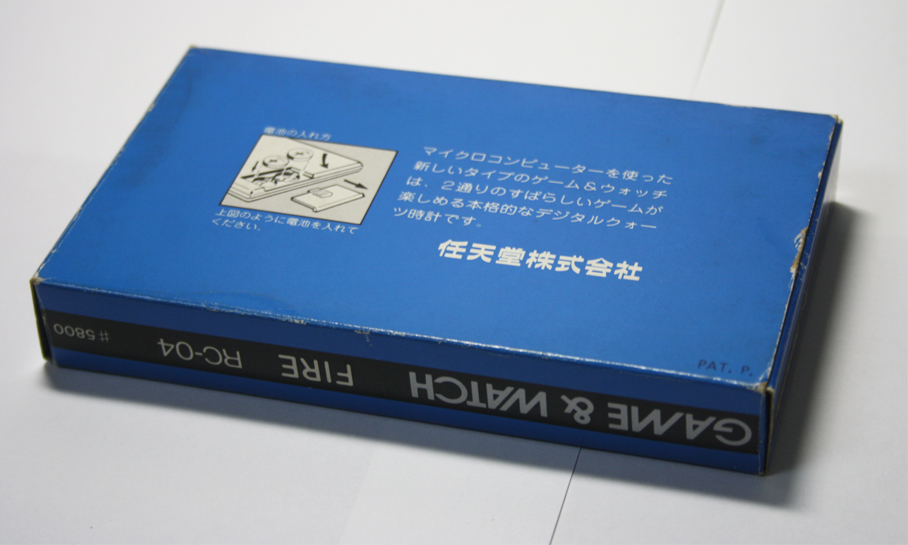 電池の入れ方
上図のように電池を入れて
ください.
マイクロコンピューターを使った
新しいタイプのゲーム&ウォッチ
は、2通りのすばらしいゲームが
楽しめる本格的なデジタルクォー
ツ時計です。
任天堂株式会社
PAT. P.
GAME & WATCH FIRE RC-04 #5800